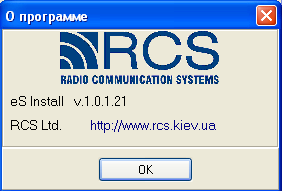 О программе
RCS
RADIO COMMUNICATION SYSTEMS
eS Install v.1.0.1.21
RCS Ltd. http://www.rcs.kiev.ua
OK